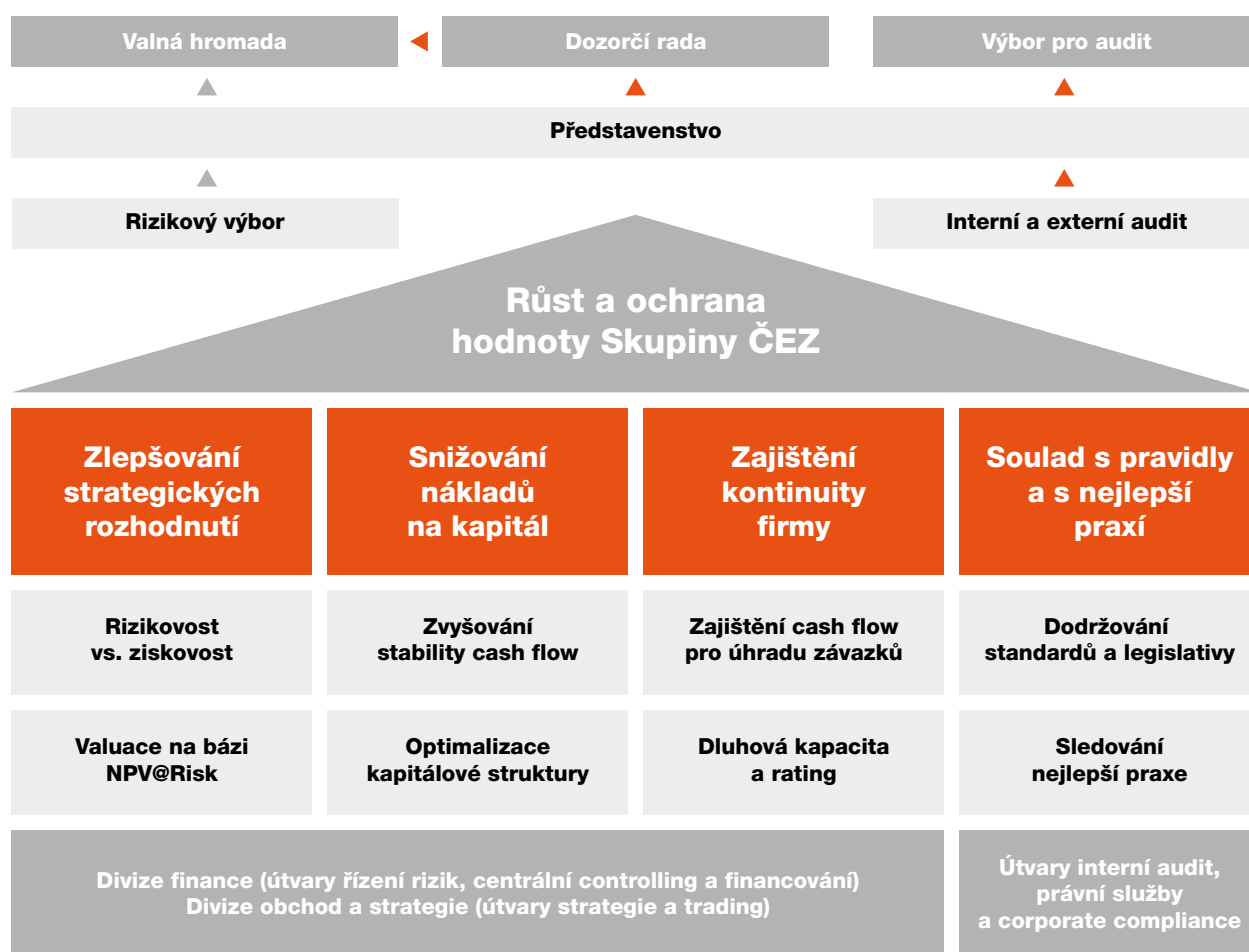 Valná hromada
Dozorčí rada
Výbor pro audit
Představenstvo
Rizikový výbor
Interní a externí audit
Růst a ochrana
hodnoty Skupiny ČEZ
Zlepšování
strategických
rozhodnutí
Snižování
nákladů
na kapitál
Zajištění
kontinuity
firmy
Soulad s pravidly
a s nejlepší
praxí
Rizikovost
vs. ziskovost
Zvyšování
stability cash flow
Zajištění cash flow
pro úhradu závazků
Dodržování
standardů a legislativy
Valuace na bázi
NPV@Risk
Optimalizace
kapitálové struktury
Dluhová kapacita
a rating
Sledování
nejlepší praxe
Divize finance (útvary řízení rizik, centrální controlling a financování)
Divize obchod a strategie (útvary strategie a trading)
Útvary interní audit,
právní služby
a corporate compliance